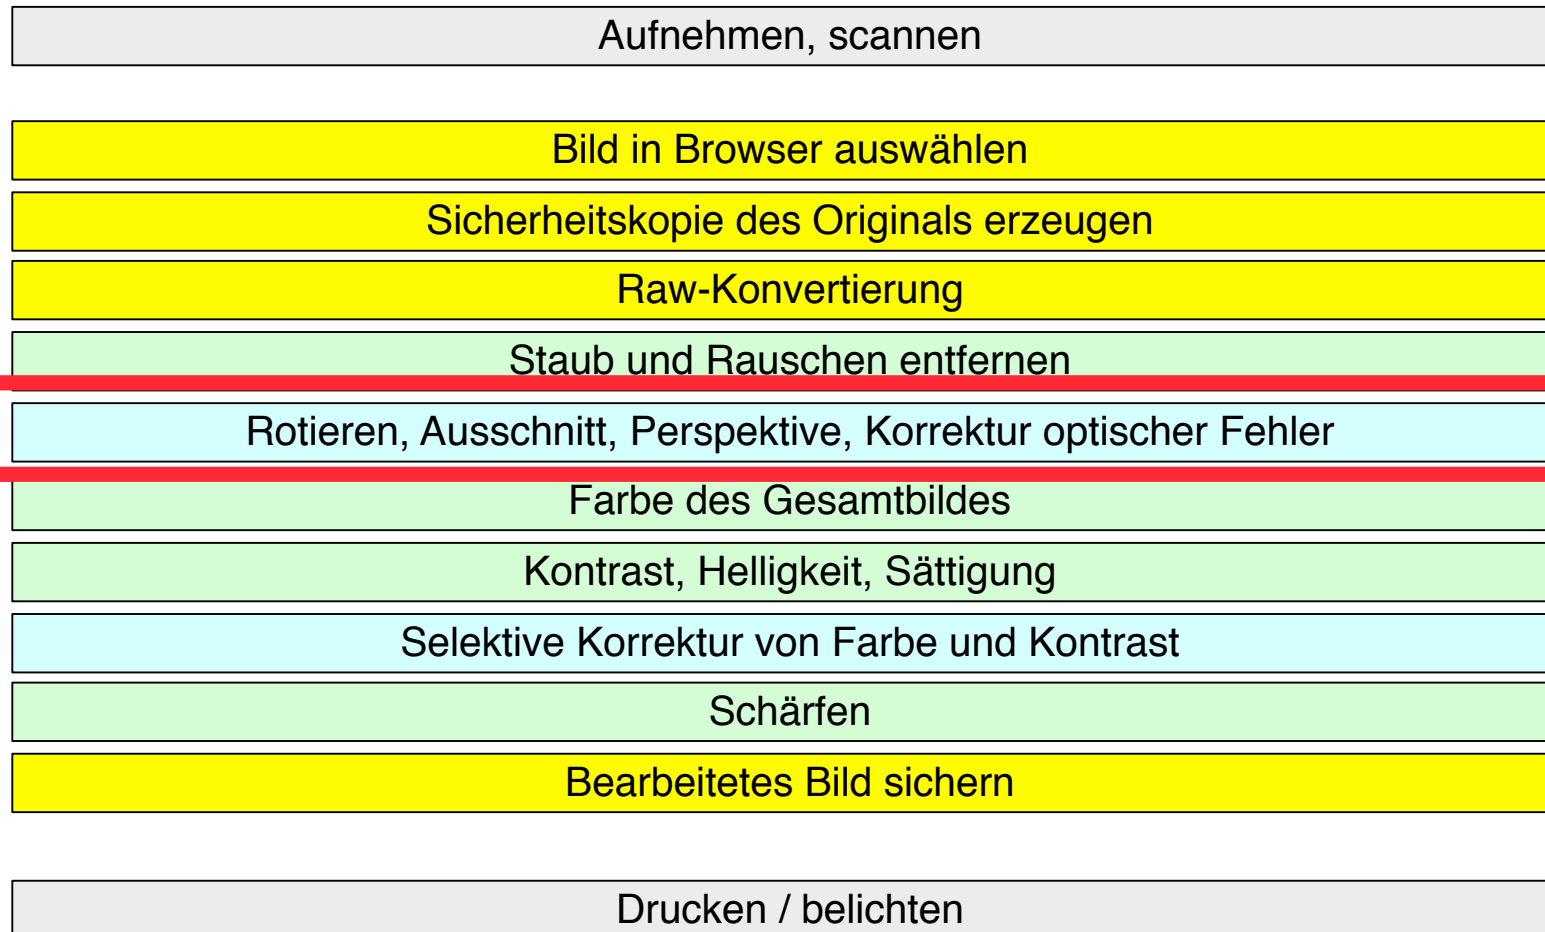 Aufnehmen, scannen
Bild in Browser auswählen
Sicherheitskopie des Originals erzeugen
Raw-Konvertierung
Staub und Rauschen entfernen
Rotieren, Ausschnitt, Perspektive, Korrektur optischer Fehler
Farbe des Gesamtbildes
Kontrast, Helligkeit, Sättigung
Selektive Korrektur von Farbe und Kontrast
Schärfen
Bearbeitetes Bild sichern
Drucken / belichten